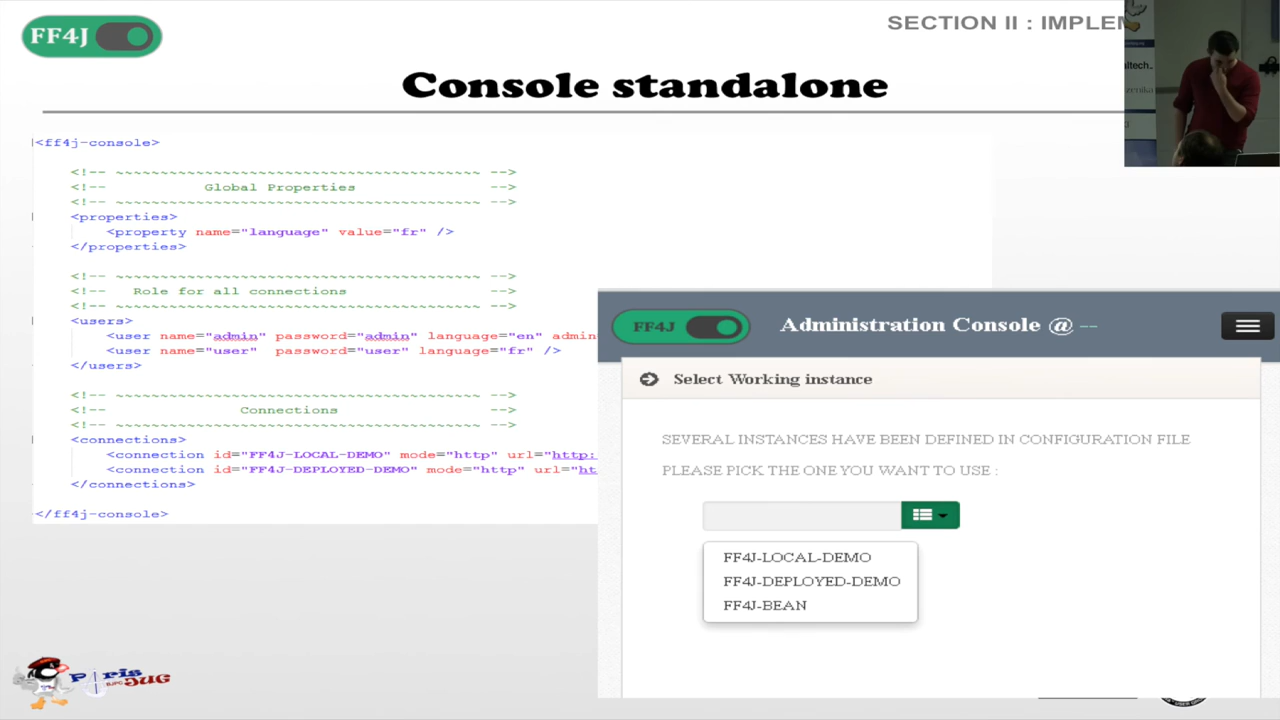 FF4J
SECTION II : IMPLEM
Console standalone
<ff4j-console>
<!-- ~~~~~~~~~~~~~~~~~~~~~~~~~~~~~~~~~~~~~~~~~ -->
<!-- Global Properties -->
<!-- ~~~~~~~~~~~~~~~~~~~~~~~~~~~~~~~~~~~~~~~~~ -->
<properties>
<property name="language" value="fr" />
</properties>
<!-- ~~~~~~~~~~~~~~~~~~~~~~~~~~~~~~~~~~~~~~~~~ -->
<!-- Role for all connections -->
<!-- ~~~~~~~~~~~~~~~~~~~~~~~~~~~~~~~~~~~~~~~~~ -->
<users>
<user name="admin" password="admin" language="en" admin=
<user name="user" password="user" language="fr" />
</users>
<!-- ~~~~~~~~~~~~~~~~~~~~~~~~~~~~~~~~~~~~~~~~~ -->
<!-- Connections -->
<!-- ~~~~~~~~~~~~~~~~~~~~~~~~~~~~~~~~~~~~~~~~~ -->
<connections>
<connection id="FF4J-LOCAL-DEMO" mode="http" url="http:
<connection id="FF4J-DEPLOYED-DEMO" mode="http" url="ht
</connections>
</ff4j-console>
FF4J
Administration Console @ --
Select Working instance
SEVERAL INSTANCES HAVE BEEN DEFINED IN CONFIGURATION FILE
PLEASE PICK THE ONE YOU WANT TO USE :
FF4J-LOCAL-DEMO
FF4J-DEPLOYED-DEMO
FF4J-BEAN
Paris JUG